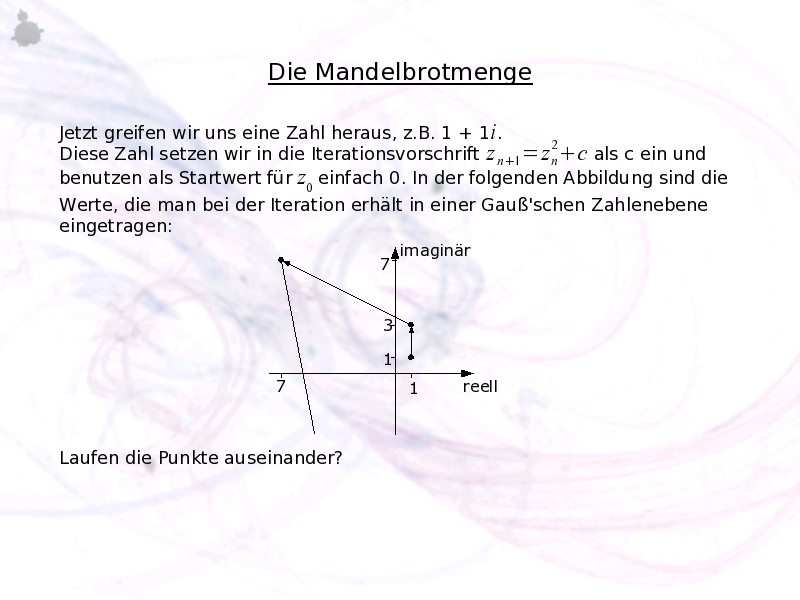 Die Mandelbrotmenge
Jetzt greifen wir uns eine Zahl heraus, z.B. 1 + 1i.
Diese Zahl setzen wir in die Iterationsvorschrift z_{n+1}=z_n^2+c als c ein und
benutzen als Startwert für z_0 einfach 0. In der folgenden Abbildung sind die
Werte, die man bei der Iteration erhält in einer Gauß'schen Zahlenebene
eingetragen:
imaginär
7
3
1
7
1
reell
Laufen die Punkte auseinander?